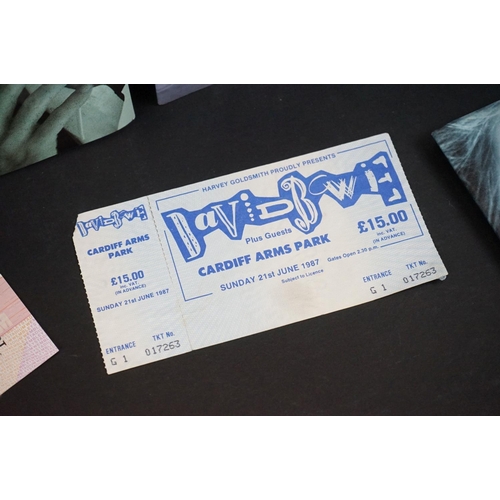 DAVID BOWIE
CARDIFF ARMS
PARK
£15.00
Inc. VAT.
(IN ADVANCE)
SUNDAY 21st JUNE 1987
ENTRANCE TKT No.
G 1 017263
HARVEY GOLDSMITH PROUDLY PRESENTS
DAVID BOWIE
Plus Guests
CARDIFF ARMS PARK
£15.00
Inc. VAT.
(IN ADVANCE)
SUNDAY 21st JUNE 1987 Gates Open 2.30 p.m.
Subject to Licence
ENTRANCE TKT No.
G 1 017263